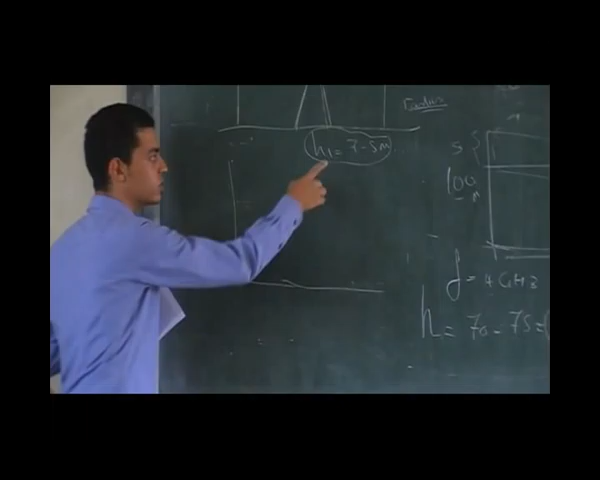 h1 = 7-5m
5
100
m
f = 4 GHz
h = 70 - 75 = (